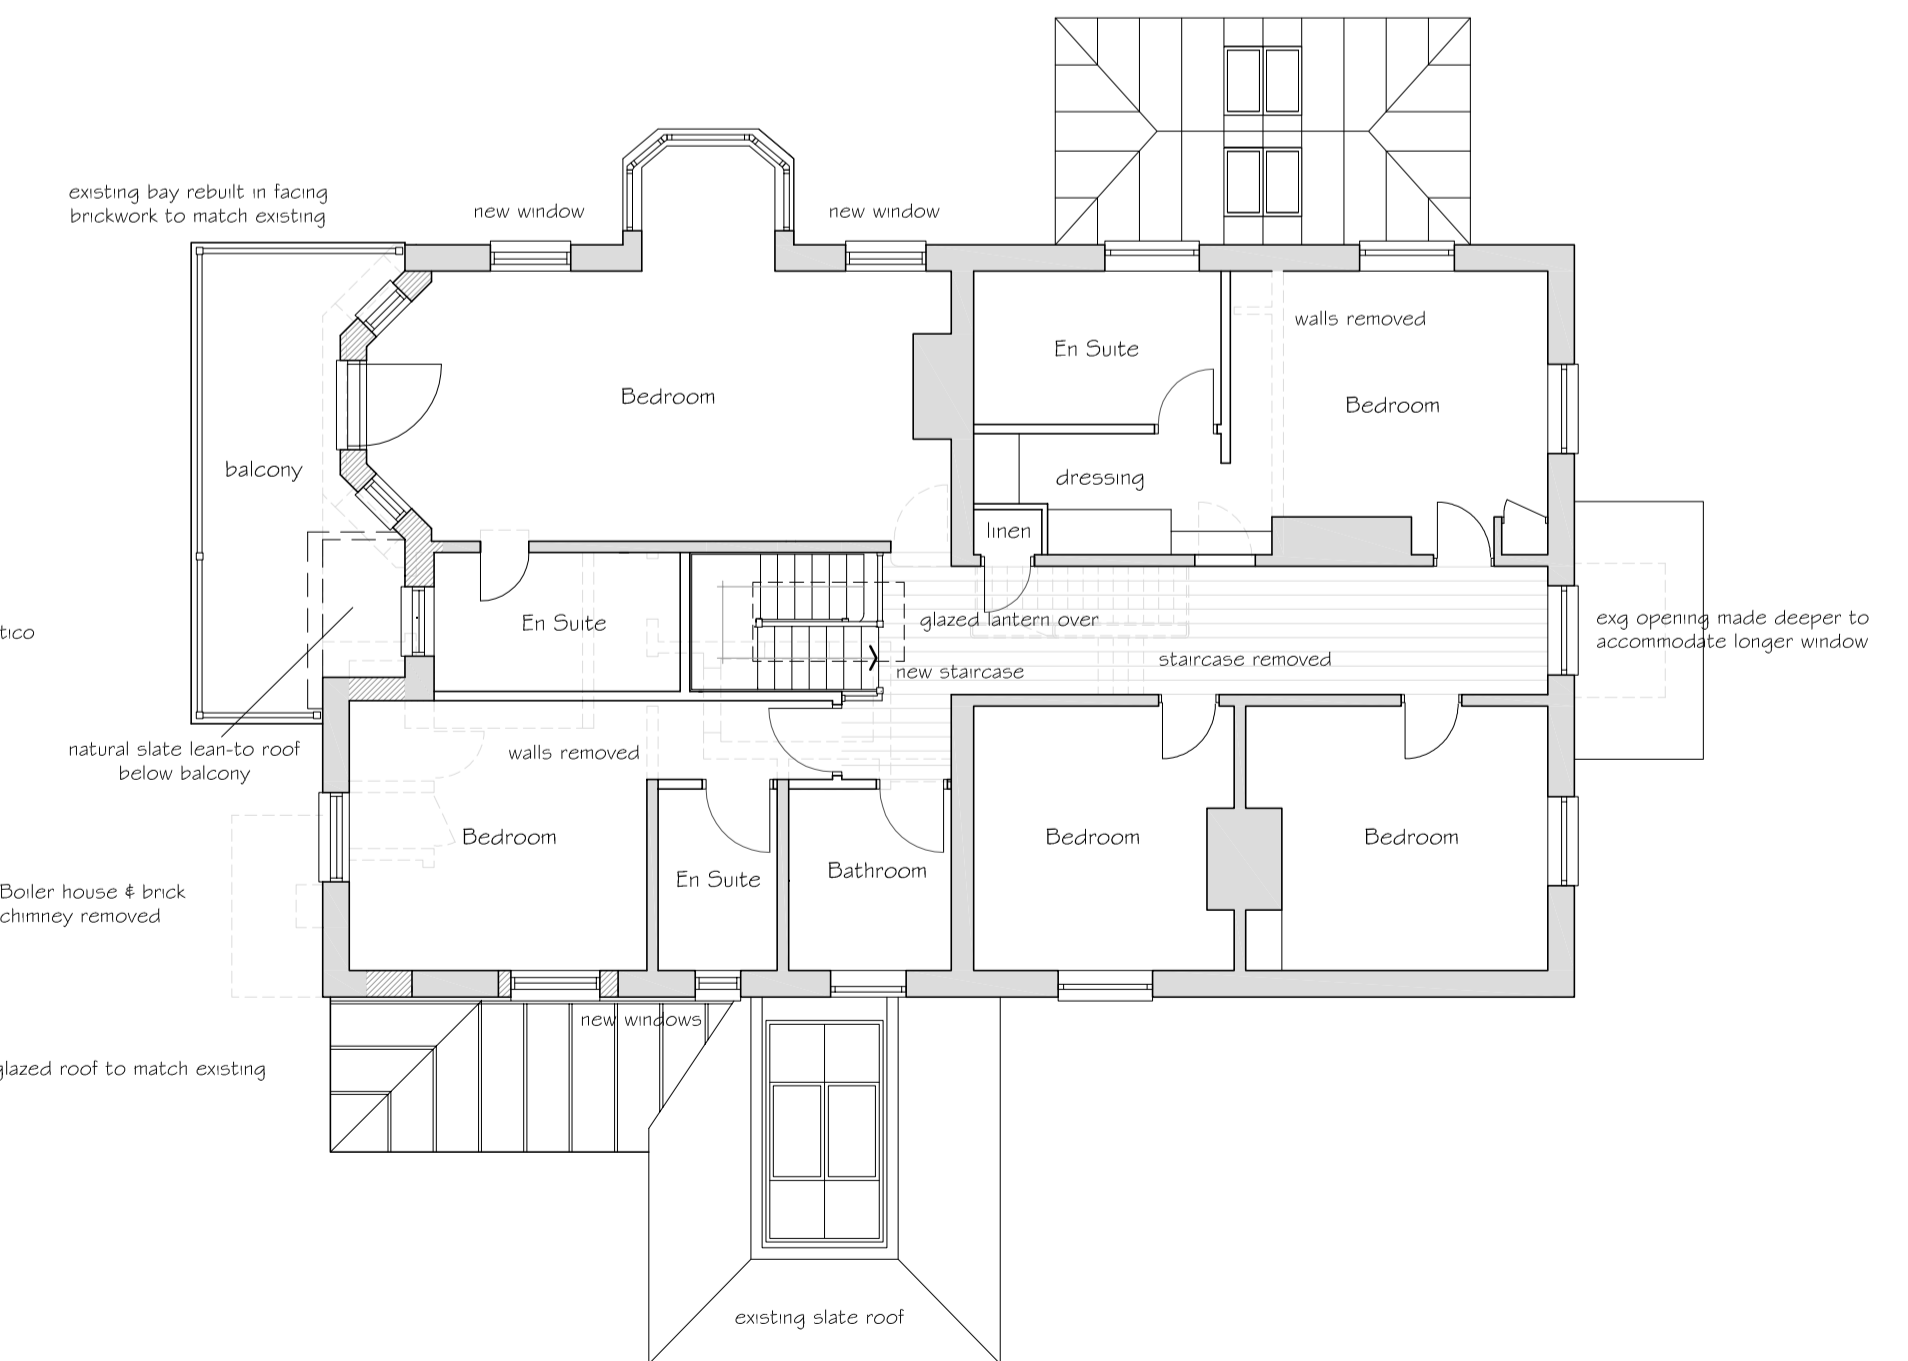 existing bay rebuilt in facing
brickwork to match existing
new window
new window
walls removed
En Suite
Bedroom
Bedroom
balcony
dressing
linen
tico
En Suite
glazed lantern over
new staircase
staircase removed
exg opening made deeper to
accommodate longer window
natural slate lean-to roof
below balcony
walls removed
Bedroom
En Suite
Bathroom
Bedroom
Bedroom
Boiler house & brick
chimney removed
new windows
glazed roof to match existing
existing slate roof